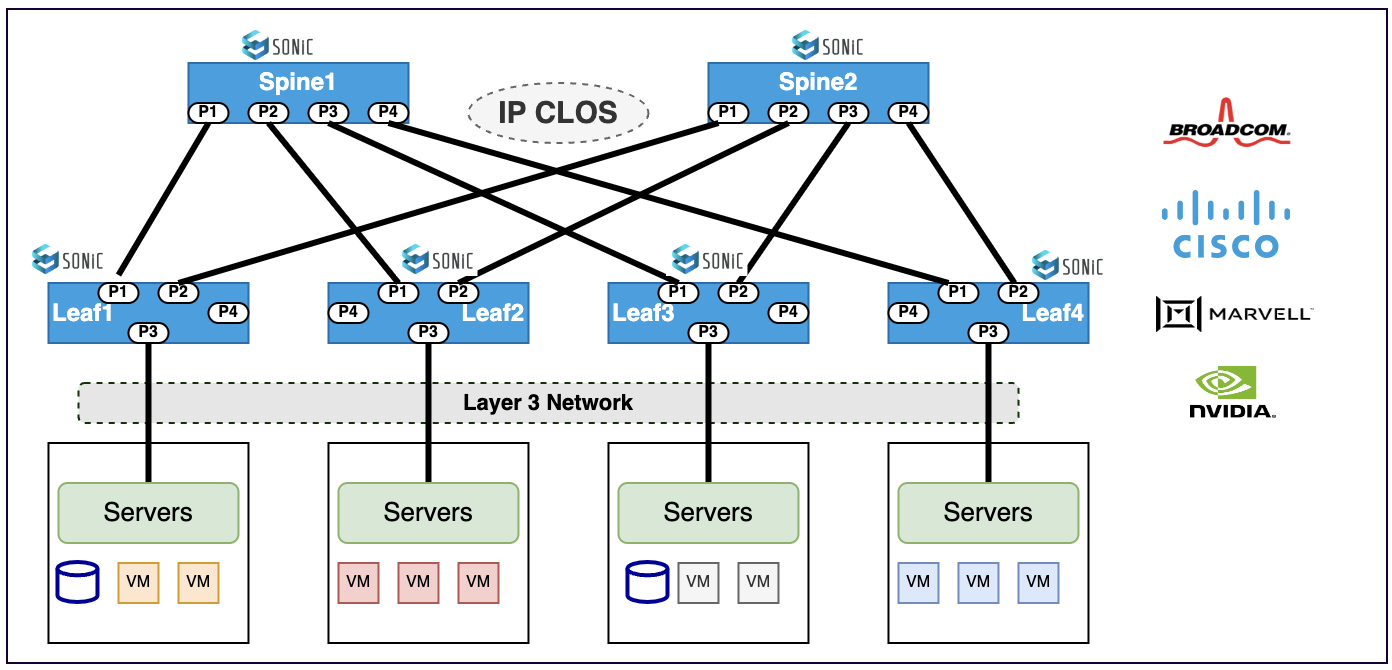 SONiC
SONiC
Spine1
Spine2
P1 P2 P3 P4
P1 P2 P3 P4
IP CLOS
BROADCOM®
CISCO
SONiC
SONiC
SONiC
SONiC
P1 P2
Leaf1 P4
P3
P1 P2
P4 Leaf2
P3
P1 P2
Leaf3 P4
P3
P1 P2
P4 Leaf4
P3
MARVELL™
NVIDIA®
Layer 3 Network
Servers
Servers
Servers
Servers
VM VM
VM VM VM
VM VM
VM VM VM